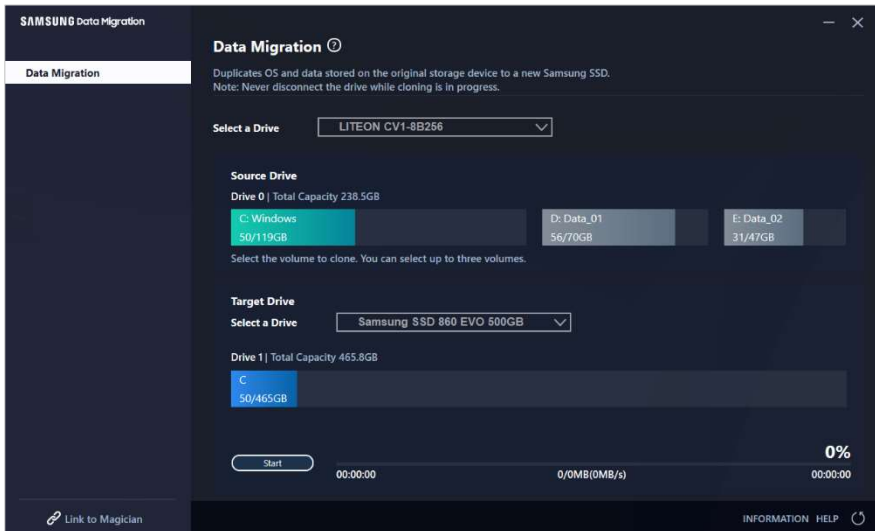 SAMSUNG Data Migration
Data Migration
Data Migration ?
Duplicates OS and data stored on the original storage device to a new Samsung SSD.
Note: Never disconnect the drive while cloning is in progress.
Select a Drive LITEON CV1-8B256
Source Drive
Drive 0 | Total Capacity 238.5GB
C: Windows D: Data_01 E: Data_02
50/119GB 56/70GB 31/47GB
Select the volume to clone. You can select up to three volumes.
Target Drive
Select a Drive Samsung SSD 860 EVO 500GB
Drive 1 | Total Capacity 465.8GB
C
50/465GB
0%
Start
00:00:00 0/0MB(0MB/s) 00:00:00
Link to Magician
INFORMATION HELP